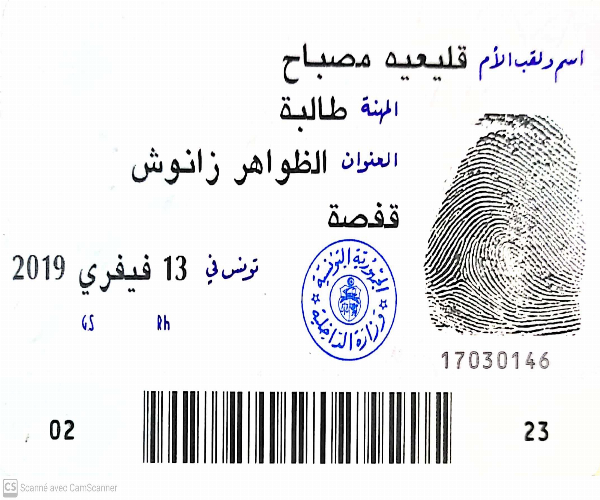 اسم ولقب الأم قليعيه مصباح
المهنة طالبة
العنوان الظواهر زانوش
قفصة
تونس في 13 فيفري 2019
GS Rh
الجمهورية التونسية
وزارة الداخلية
17030146
02 23
CS Scanné avec CamScanner